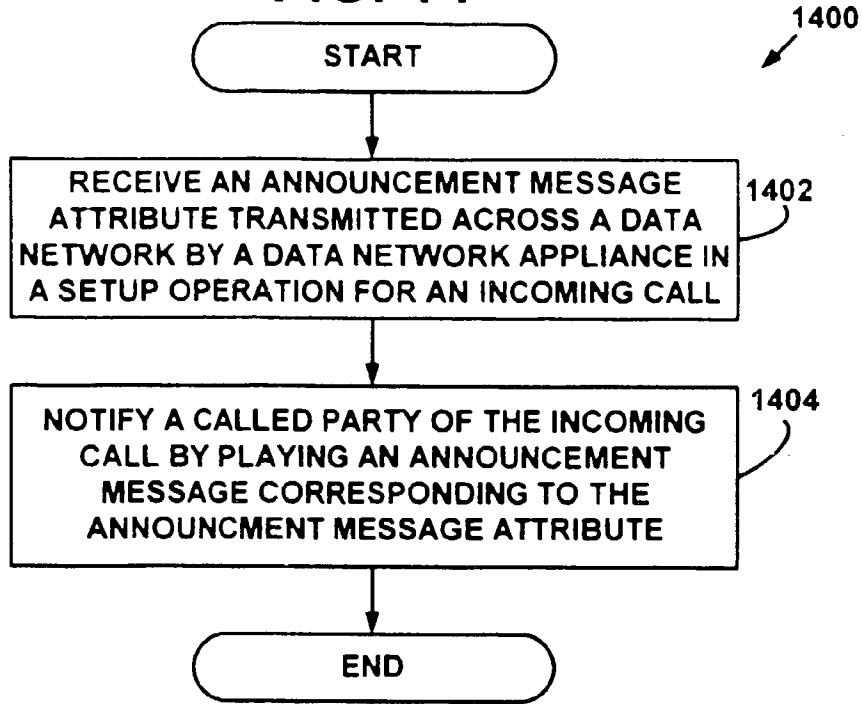 1400
START
RECEIVE AN ANNOUNCEMENT MESSAGE
ATTRIBUTE TRANSMITTED ACROSS A DATA
NETWORK BY A DATA NETWORK APPLIANCE IN
A SETUP OPERATION FOR AN INCOMING CALL
1402
NOTIFY A CALLED PARTY OF THE INCOMING
CALL BY PLAYING AN ANNOUNCEMENT
MESSAGE CORRESPONDING TO THE
ANNOUNCMENT MESSAGE ATTRIBUTE
1404
END